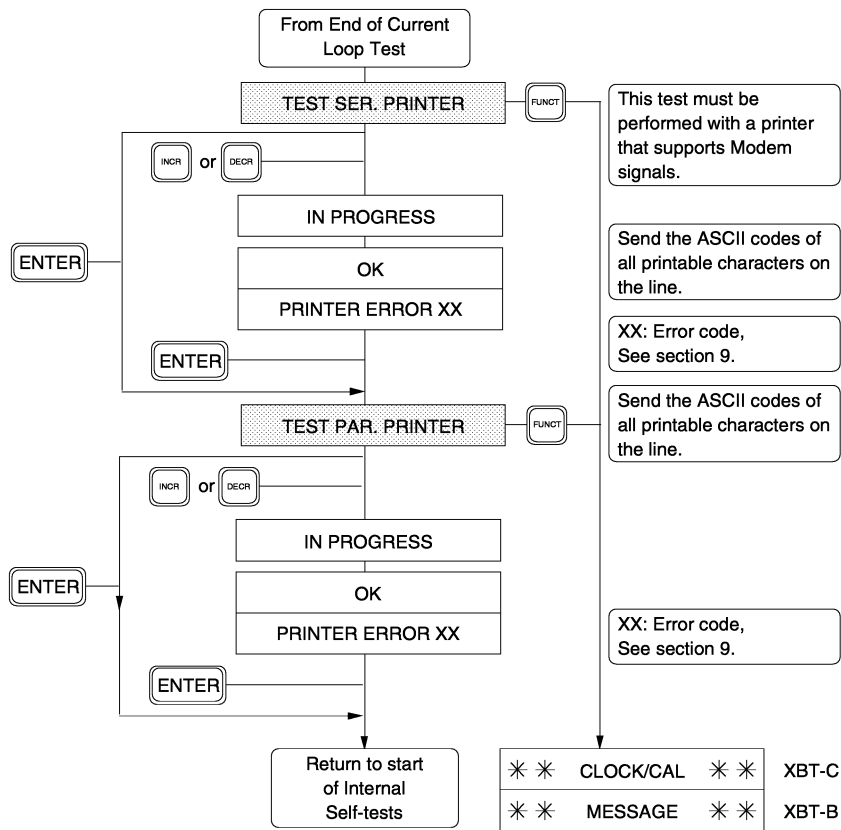 From End of Current
Loop Test
TEST SER. PRINTER
FUNCT
This test must be
performed with a printer
that supports Modem
signals.
INCR or DECR
IN PROGRESS
ENTER
OK
PRINTER ERROR XX
Send the ASCII codes of
all printable characters on
the line.
ENTER
XX: Error code,
See section 9.
TEST PAR. PRINTER
FUNCT
Send the ASCII codes of
all printable characters on
the line.
INCR or DECR
IN PROGRESS
ENTER
OK
PRINTER ERROR XX
XX: Error code,
See section 9.
ENTER
Return to start
of Internal
Self-tests
✳ ✳ CLOCK/CAL ✳ ✳ XBT-C
✳ ✳ MESSAGE ✳ ✳ XBT-B